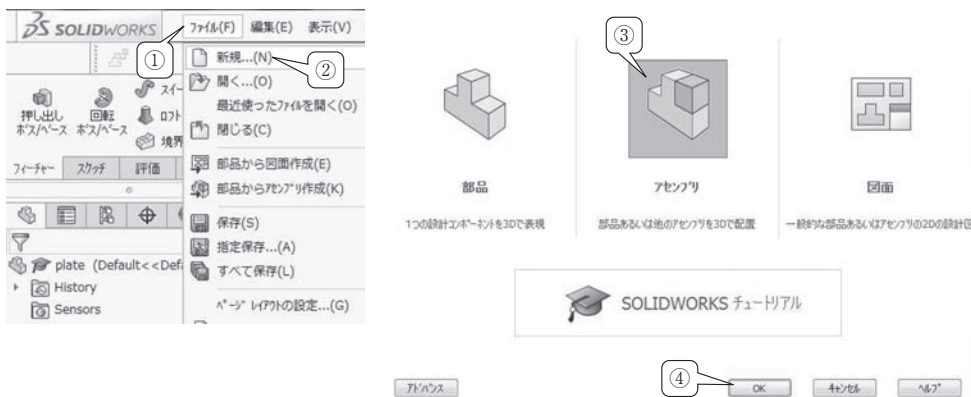 SOLIDWORKS
ファイル(F) 編集(E) 表示(V)
①
新規...(N)
②
開く...(O)
最近使ったファイルを開く(O)
閉じる(C)
部品から図面作成(E)
部品からアセンブリ作成(K)
保存(S)
指定保存...(A)
すべて保存(L)
ページ レイアウトの設定...(G)
押し出し
ボス/ベース
回転
ボス/ベース
スイー
ロフト
境界
フィーチャー スケッチ 評価
plate (Default<<Def
History
Sensors
③
部品
アセンブリ
図面
1つの設計コンポーネントを3Dで表現
部品あるいは他のアセンブリを3Dで配置
一般的な部品あるいはアセンブリの2Dの設計図
SOLIDWORKS チュートリアル
④
アドバンス
OK
キャンセル
ヘルプ